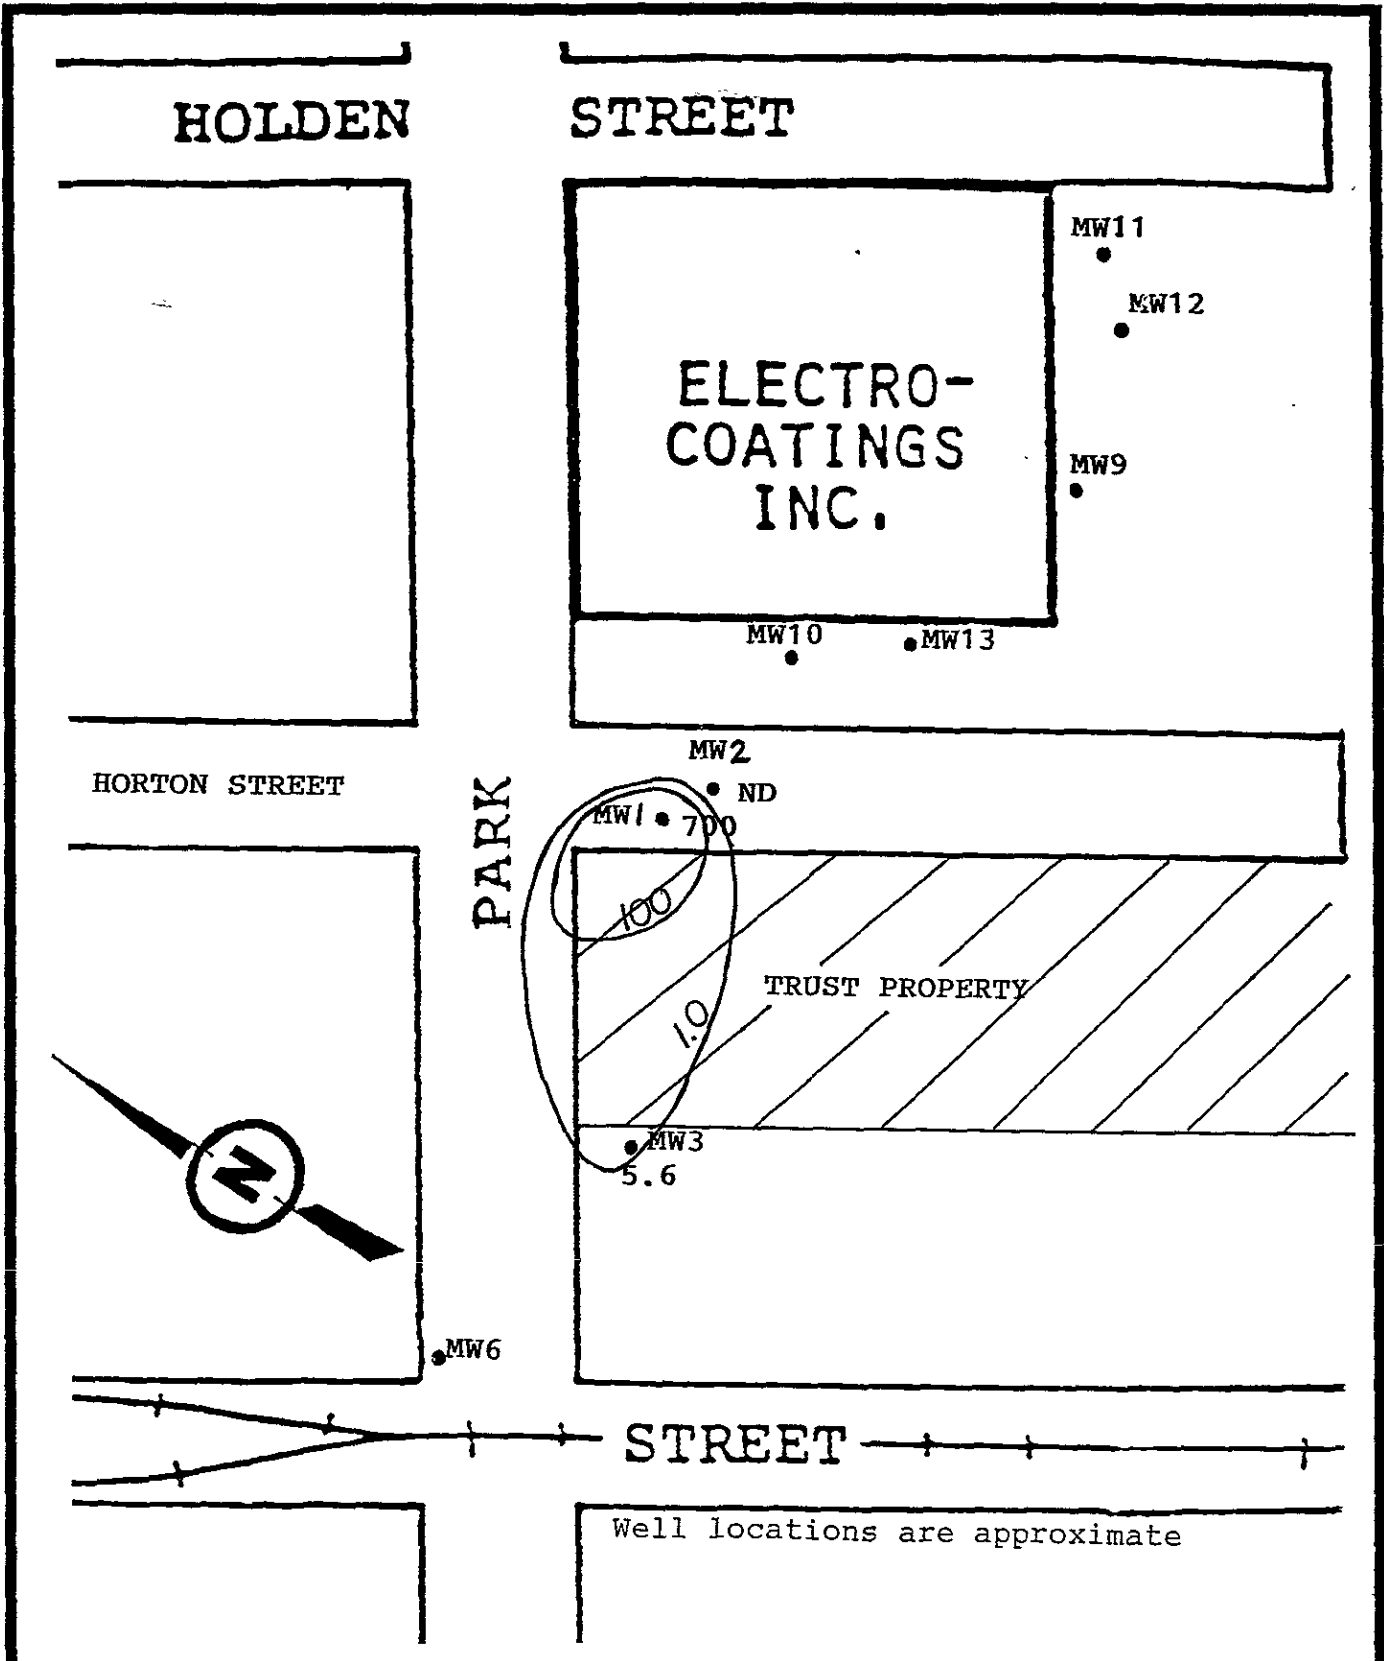 HOLDEN STREET
MW11
MW12
ELECTRO-
COATINGS
INC.
MW9
MW10
MW13
MW2
HORTON STREET
ND
MW1
700
PARK
100
TRUST PROPERTY
1.0
MW3
5.6
N
MW6
STREET
Well locations are approximate